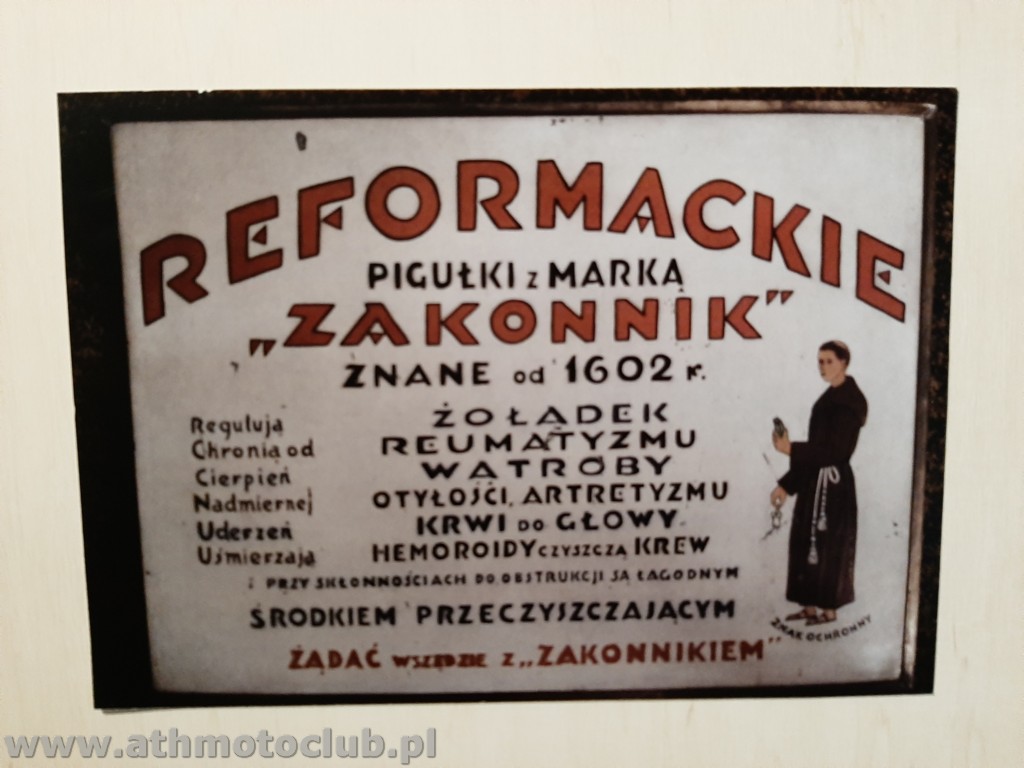 REFORMACKIE
PIGUŁKI z MARKĄ
„ZAKONNIK"
ZNANE od 1602 r.
Regulują ŻOŁĄDEK
Chronią od REUMATYZMU
Cierpień WĄTROBY
Nadmiernej OTYŁOŚCI, ARTRETYZMU
Uderzeń KRWI do GŁOWY
Uśmierzają HEMOROIDY CZYSZCZĄ KREW
i PRZY SKŁONNOŚCIACH DO OBSTRUKCJI SĄ ŁAGODNYM
ŚRODKIEM PRZECZYSZCZAJĄCYM
ŻĄDAĆ WSZĘDZIE Z „ZAKONNIKIEM"
ZNAK OCHRONNY
www.athmotoclub.pl